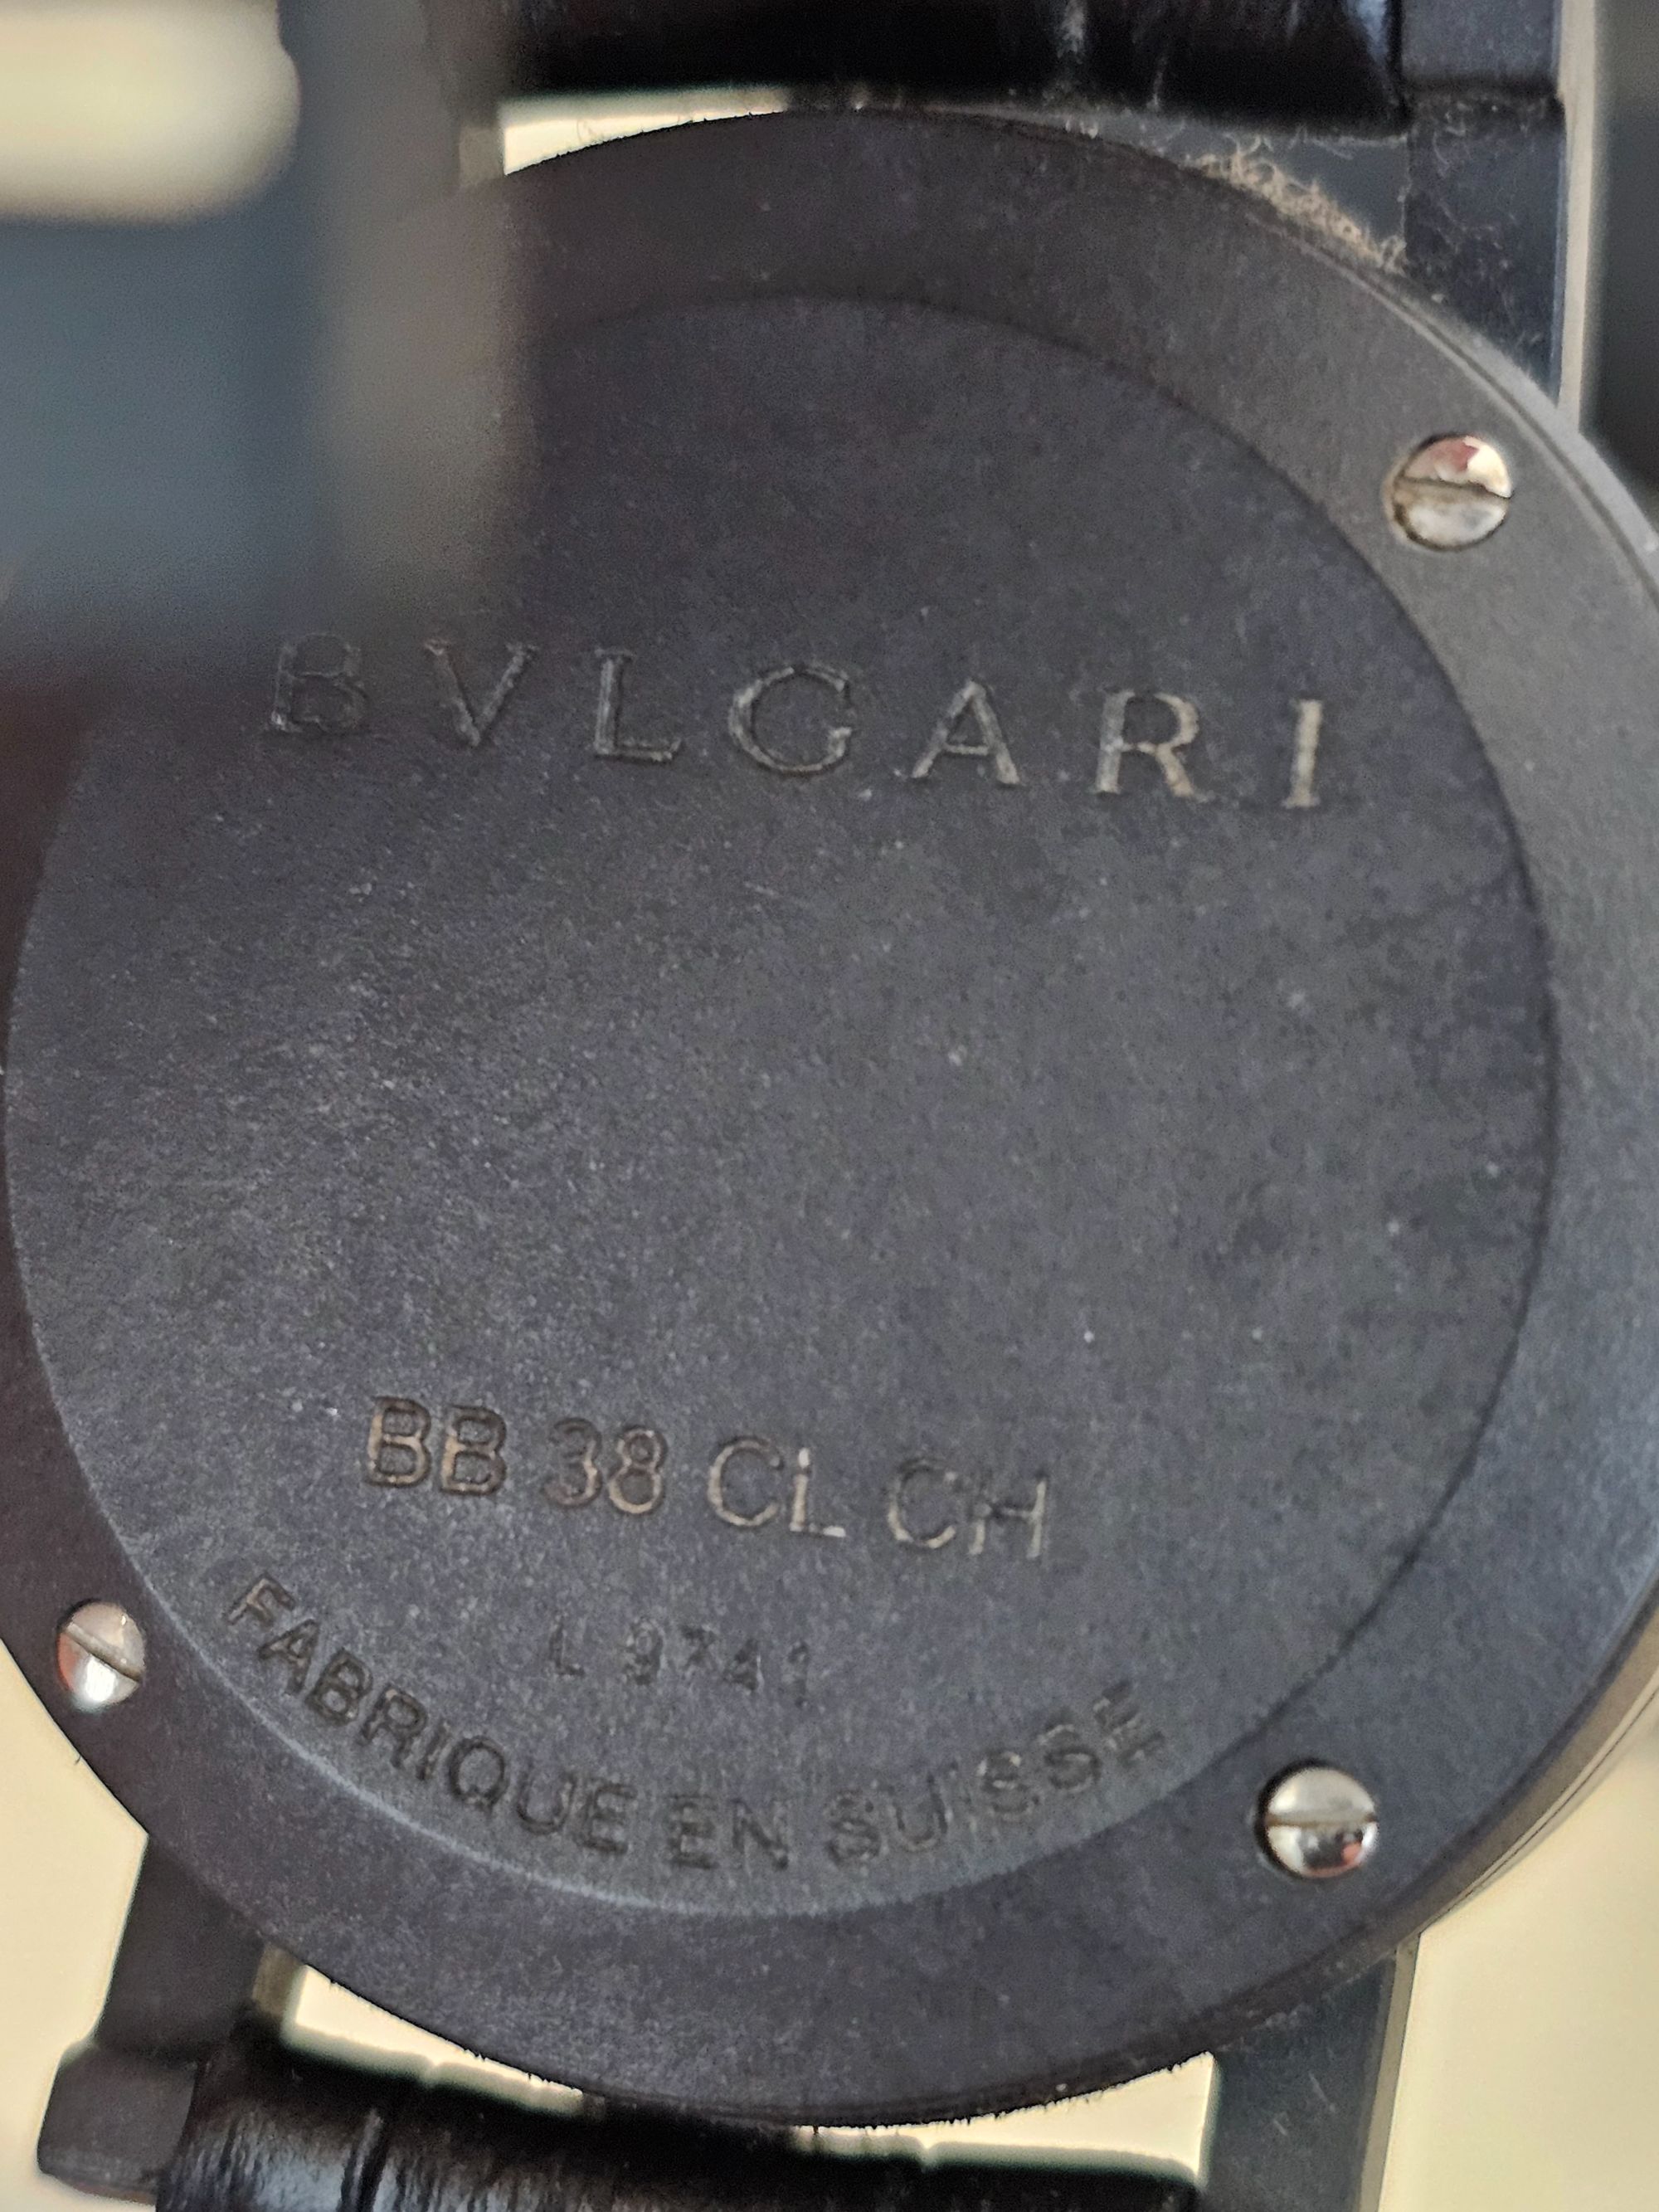 BVLGARI
BB 38 CL CH
L 9741
FABRIQUE EN SUISSE